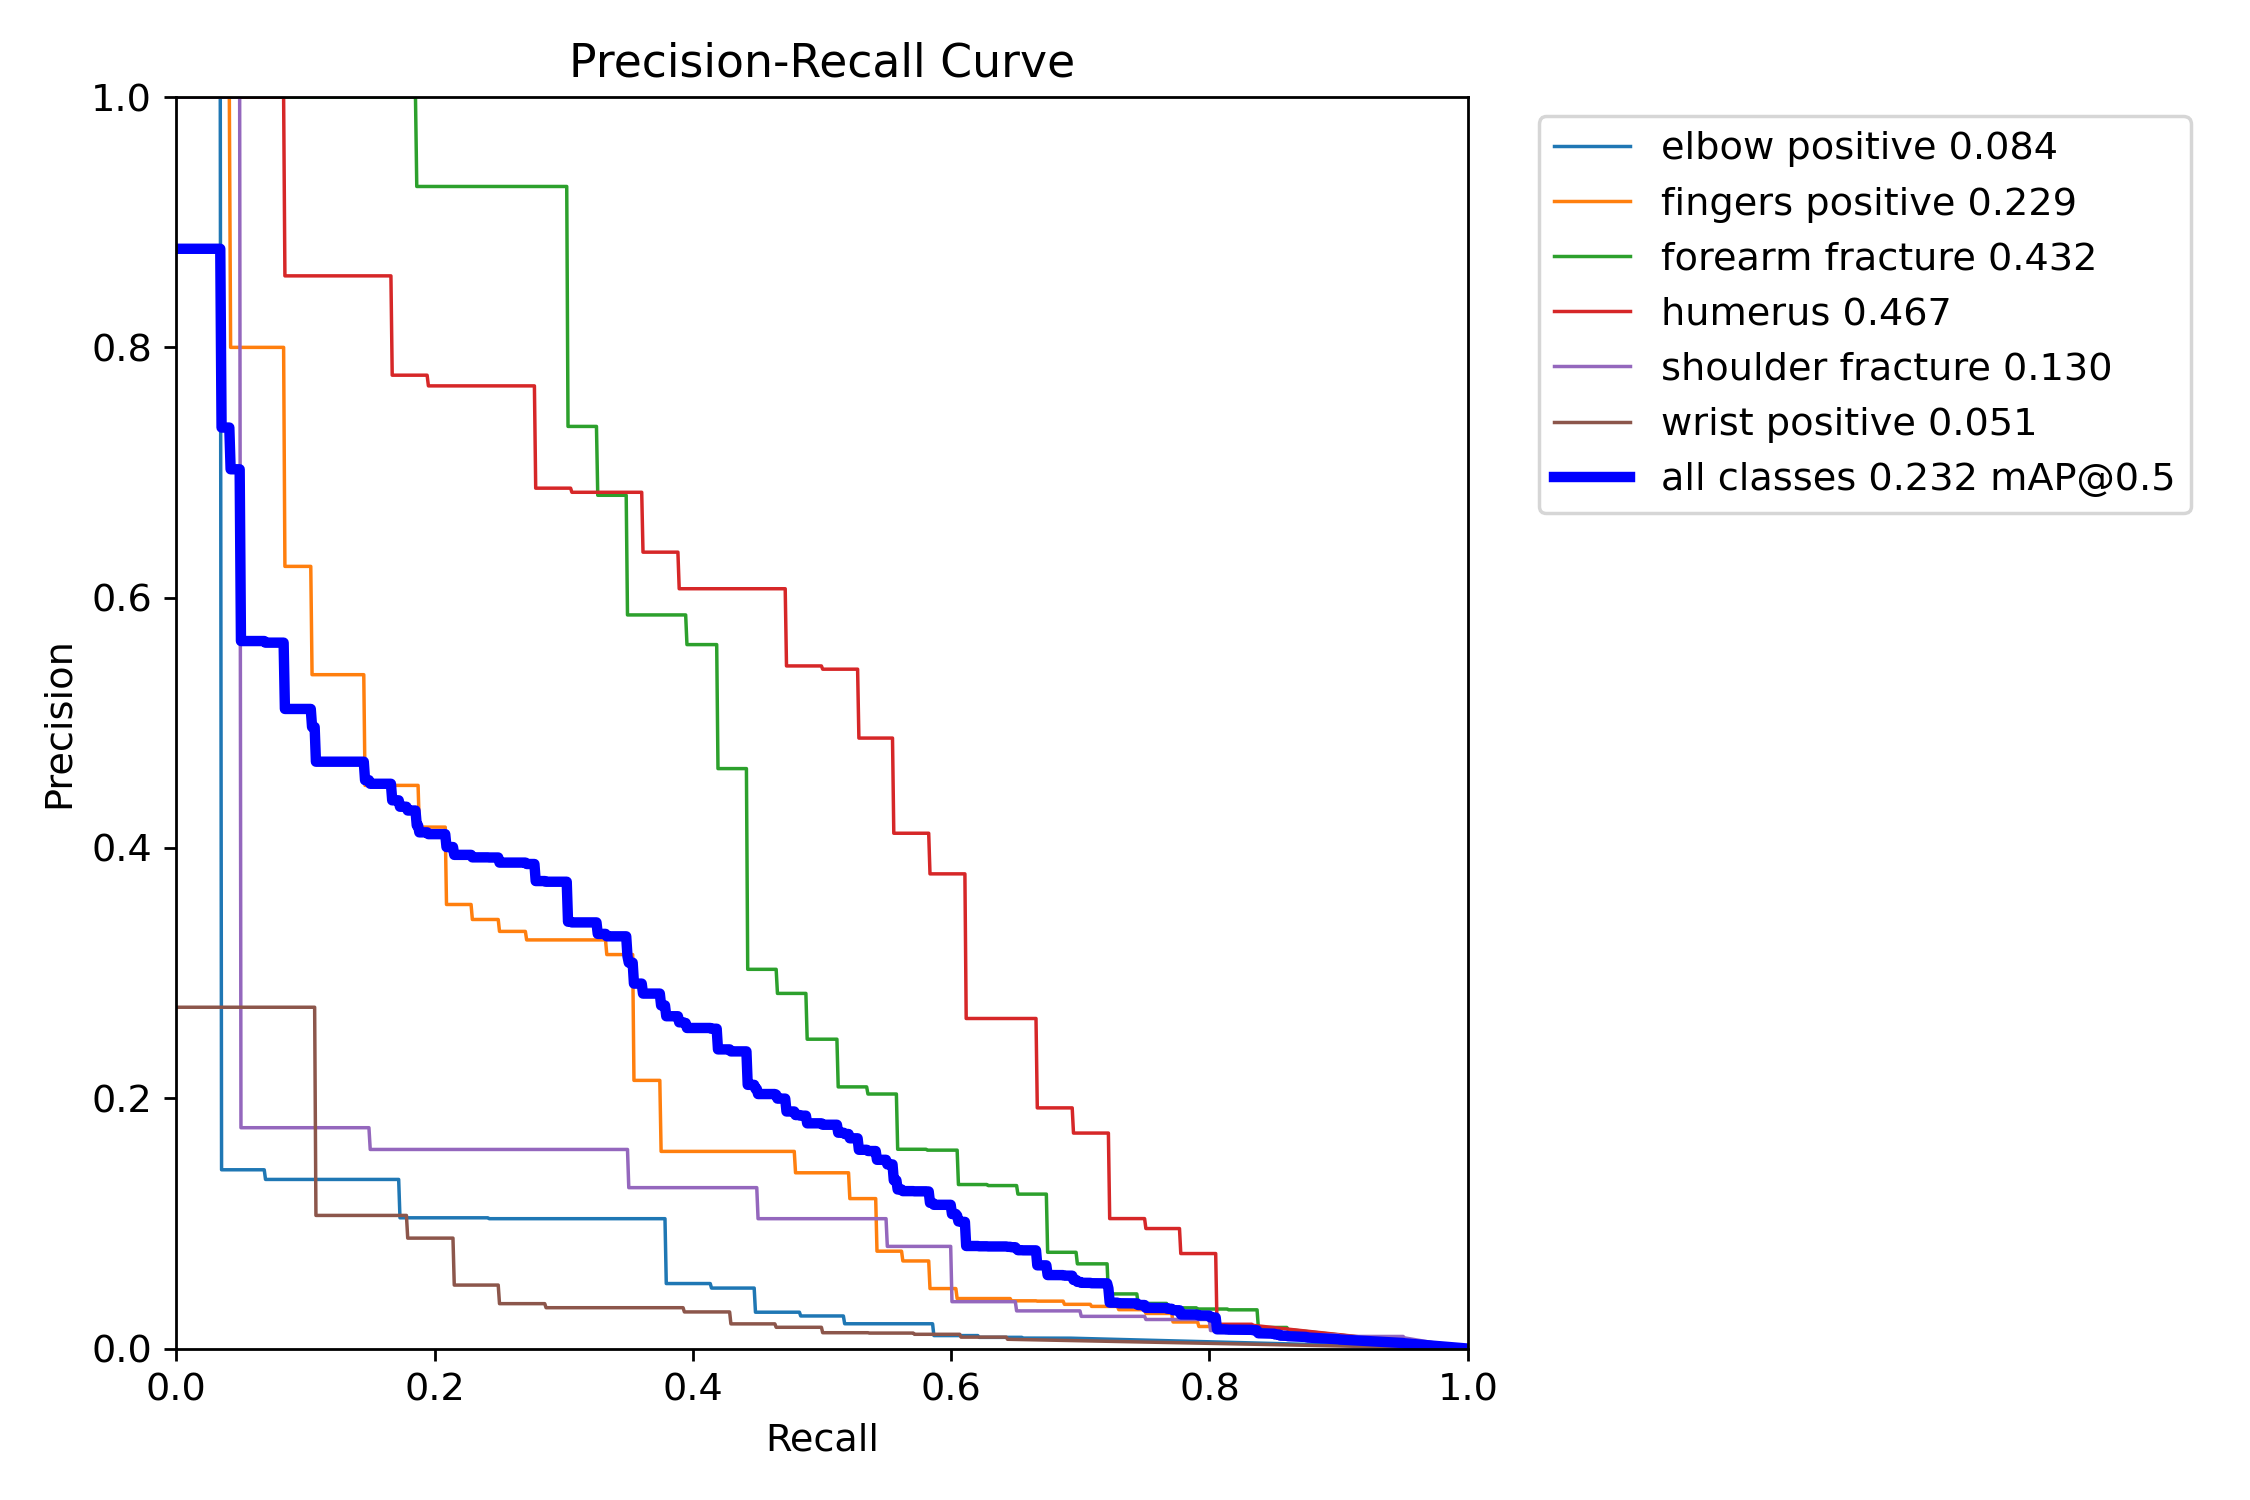 Precision-Recall Curve
1.0
0.8
0.6
0.4
0.2
0.0
Precision
0.0 0.2 0.4 0.6 0.8 1.0
Recall
elbow positive 0.084
fingers positive 0.229
forearm fracture 0.432
humerus 0.467
shoulder fracture 0.130
wrist positive 0.051
all classes 0.232 mAP@0.5